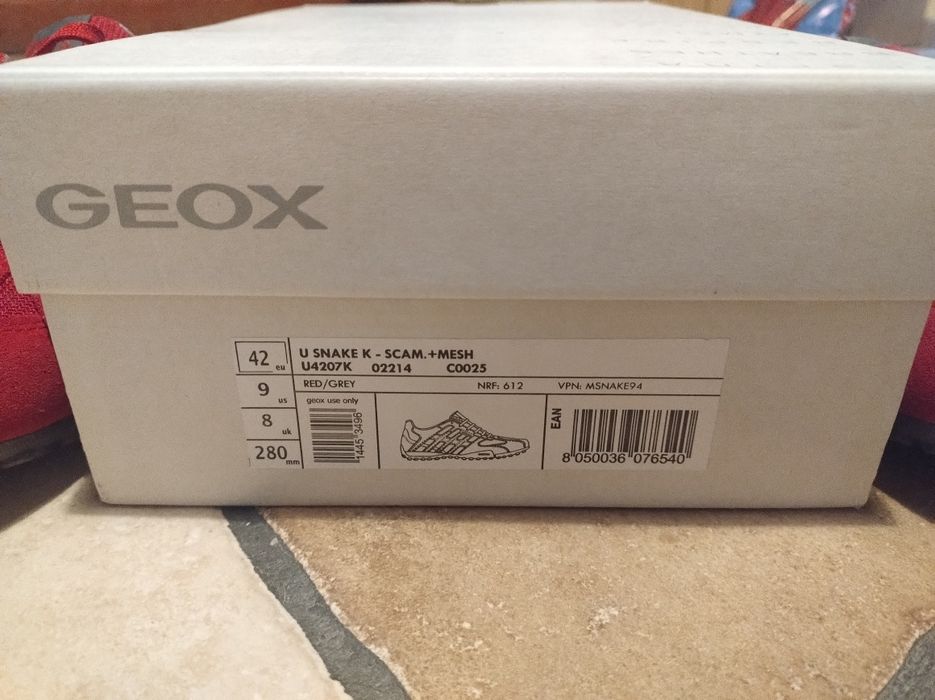 GEOX
42 eu
9 us
8 uk
280 mm
U SNAKE K - SCAM.+MESH
U4207K 02214 C0025
RED/GREY NRF: 612 VPN: MSNAKE94
geox use only
1445 3496
EAN
8 050036 076540